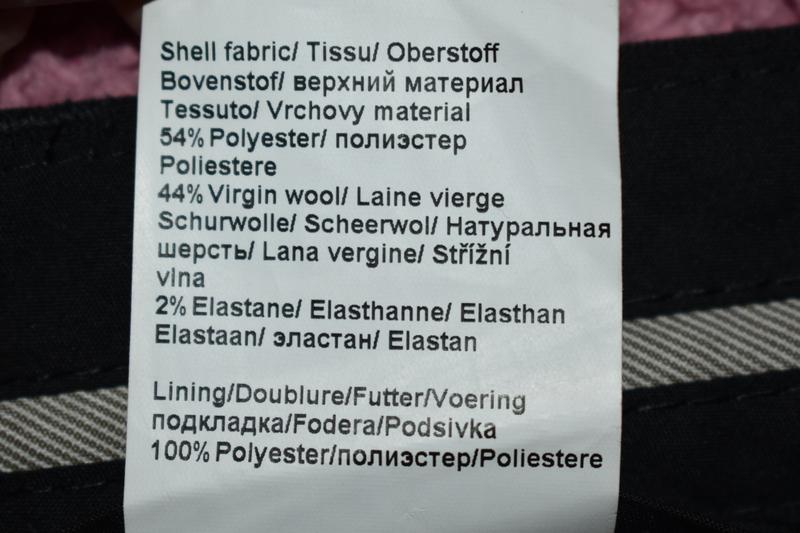 Shell fabric/ Tissu/ Oberstoff
Bovenstof/ верхний материал
Tessuto/ Vrchovy material
54% Polyester/ полиэстер
Poliestere
44% Virgin wool/ Laine vierge
Schurwolle/ Scheerwol/ Натуральная
шерсть/ Lana vergine/ Střížní
vlna
2% Elastane/ Elasthanne/ Elasthan
Elastaan/ эластан/ Elastan
Lining/Doublure/Futter/Voering
подкладка/Fodera/Podsivka
100% Polyester/полиэстер/Poliestere